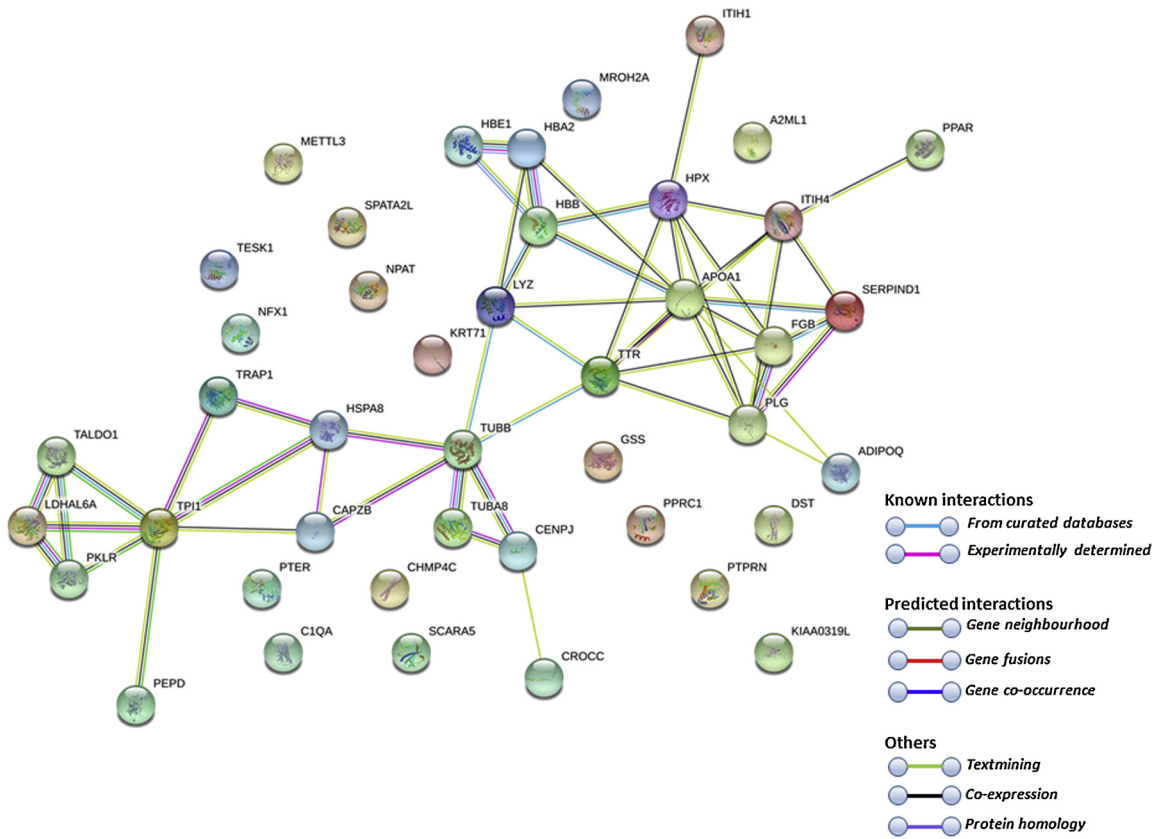 ITIH1
MROH2A
HBE1
HBA2
A2ML1
PPAR
METTL3
HPX
ITIH4
SPATA2L
HBB
TESK1
NPAT
APOA1
SERPIND1
LYZ
NFX1
FGB
KRT71
TTR
TRAP1
HSPA8
PLG
TALDO1
TUBB
GSS
ADIPOQ
LDHAL6A
TPI1
CAPZB
TUBA8
CENPJ
PPRC1
DST
PKLR
PTER
CHMP4C
PTPRN
C1QA
SCARA5
KIAA0319L
CROCC
PEPD
Known interactions
From curated databases
Experimentally determined
Predicted interactions
Gene neighbourhood
Gene fusions
Gene co-occurrence
Others
Textmining
Co-expression
Protein homology